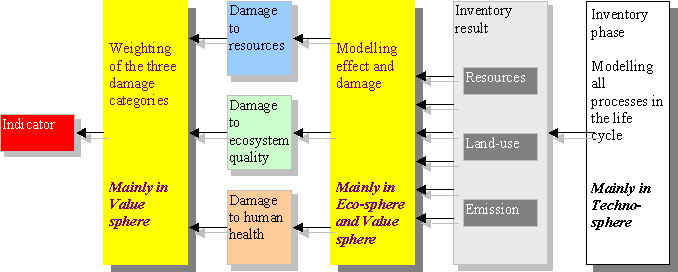 Indicator
Weighting
of the three
damage
categories
Mainly in
Value
sphere
Damage
to
resources
Damage
to
ecosystem
quality
Damage
to human
health
Modelling
effect and
damage
Mainly in
Eco-sphere
and Value
sphere
Inventory
result
Resources
Land-use
Emission
Inventory
phase
Modelling
all
processes in
the life
cycle
Mainly in
Techno-
sphere